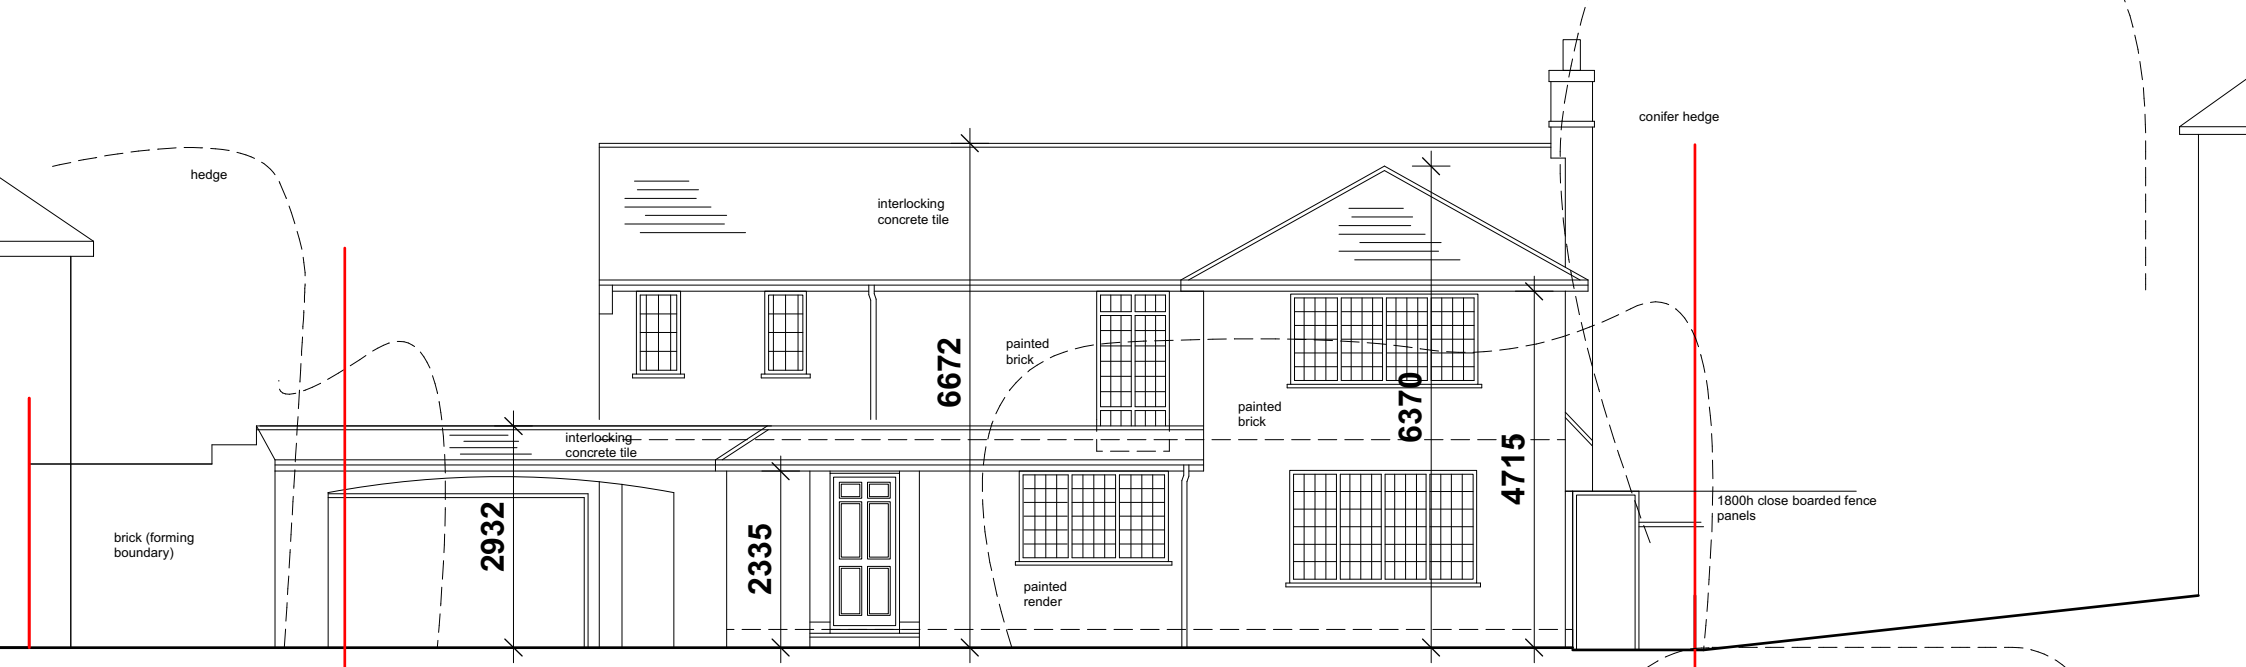 conifer hedge
hedge
interlocking
concrete tile
painted
brick
6672
6370
painted
brick
interlocking
concrete tile
4715
1800h close boarded fence
panels
2932
2335
brick (forming
boundary)
painted
render